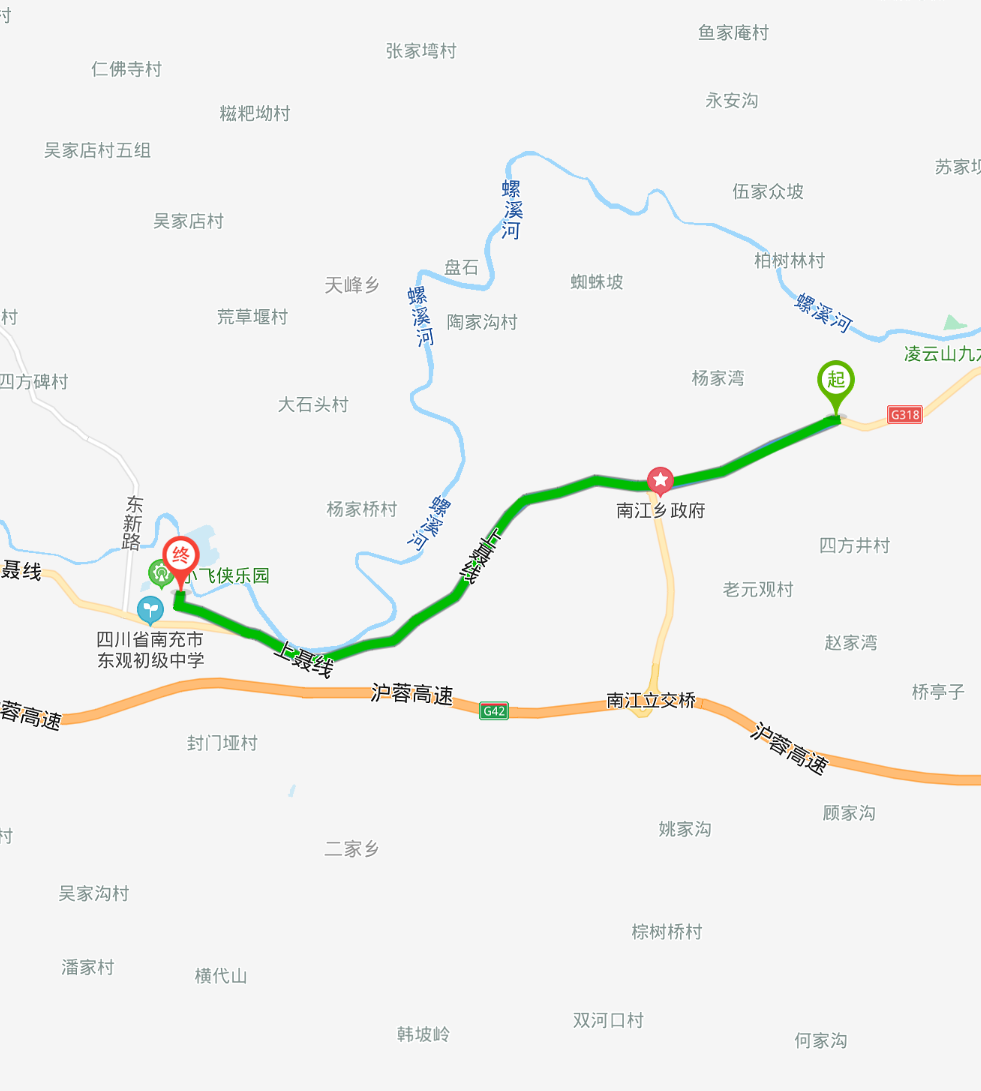 村
鱼家庵村
张家塆村
仁佛寺村
永安沟
糍粑坳村
吴家店村五组
苏家坝
伍家众坡
螺溪河
吴家店村
柏树林村
盘石
天峰乡
蜘蛛坡
螺溪河
螺溪河
村
荒草堰村
陶家沟村
凌云山九
杨家湾
起
四方碑村
大石头村
G318
南江乡政府
东新路
杨家桥村
螺溪河
四方井村
上聂线
终
聂线
小飞侠乐园
老元观村
四川省南充市
东观初级中学
赵家湾
上聂线
沪蓉高速
桥亭子
南江立交桥
蓉高速
G42
沪蓉高速
封门垭村
顾家沟
姚家沟
村
二家乡
吴家沟村
棕树桥村
潘家村
横代山
双河口村
韩坡岭
何家沟